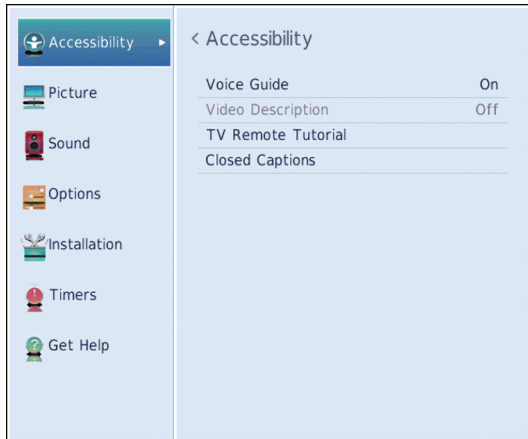 Accessibility
Picture
Sound
Options
Installation
Timers
Get Help
< Accessibility
Voice Guide On
Video Description Off
TV Remote Tutorial
Closed Captions